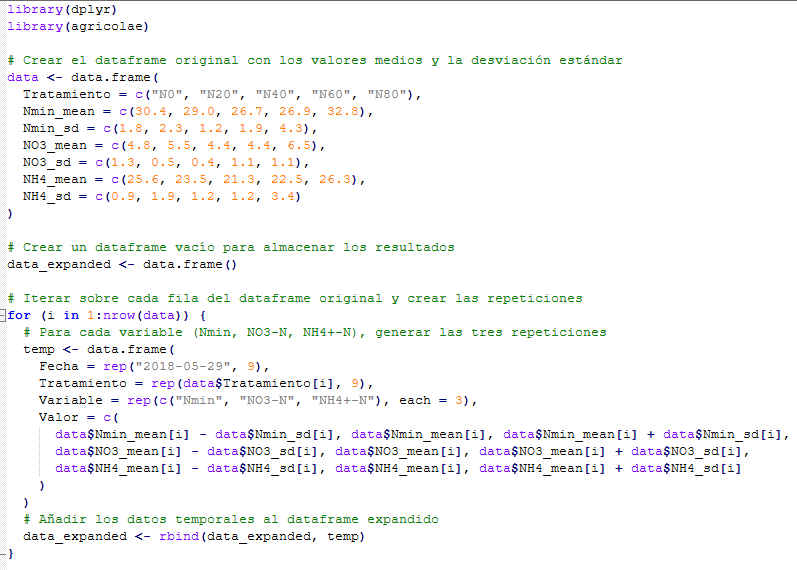 library(dplyr)
library(agricolae)

# Crear el dataframe original con los valores medios y la desviación estándar
data <- data.frame(
  Tratamiento = c("N0", "N20", "N40", "N60", "N80"),
  Nmin_mean = c(30.4, 29.0, 26.7, 26.9, 32.8),
  Nmin_sd = c(1.8, 2.3, 1.2, 1.9, 4.3),
  NO3_mean = c(4.8, 5.5, 4.4, 4.4, 6.5),
  NO3_sd = c(1.3, 0.5, 0.4, 1.1, 1.1),
  NH4_mean = c(25.6, 23.5, 21.3, 22.5, 26.3),
  NH4_sd = c(0.9, 1.9, 1.2, 1.2, 3.4)
)

# Crear un dataframe vacío para almacenar los resultados
data_expanded <- data.frame()

# Iterar sobre cada fila del dataframe original y crear las repeticiones
for (i in 1:nrow(data)) {
  # Para cada variable (Nmin, NO3-N, NH4+-N), generar las tres repeticiones
  temp <- data.frame(
    Fecha = rep("2018-05-29", 9),
    Tratamiento = rep(data$Tratamiento[i], 9),
    Variable = rep(c("Nmin", "NO3-N", "NH4+-N"), each = 3),
    Valor = c(
      data$Nmin_mean[i] - data$Nmin_sd[i], data$Nmin_mean[i], data$Nmin_mean[i] + data$Nmin_sd[i],
      data$NO3_mean[i] - data$NO3_sd[i], data$NO3_mean[i], data$NO3_mean[i] + data$NO3_sd[i],
      data$NH4_mean[i] - data$NH4_sd[i], data$NH4_mean[i], data$NH4_mean[i] + data$NH4_sd[i]
    )
  )
  # Añadir los datos temporales al dataframe expandido
  data_expanded <- rbind(data_expanded, temp)
}